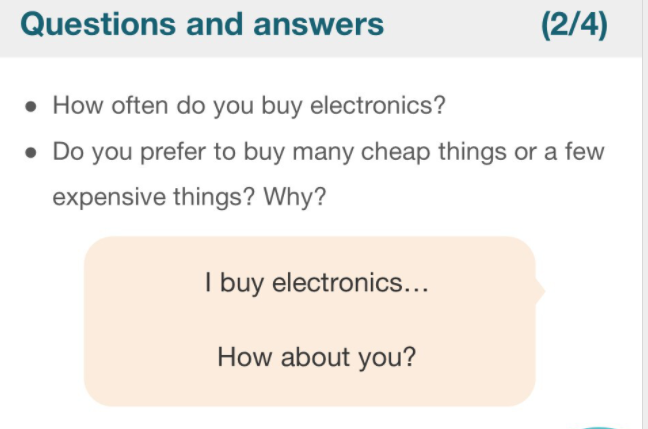 Questions and answers (2/4)
• How often do you buy electronics?
• Do you prefer to buy many cheap things or a few
expensive things? Why?
I buy electronics…
How about you?